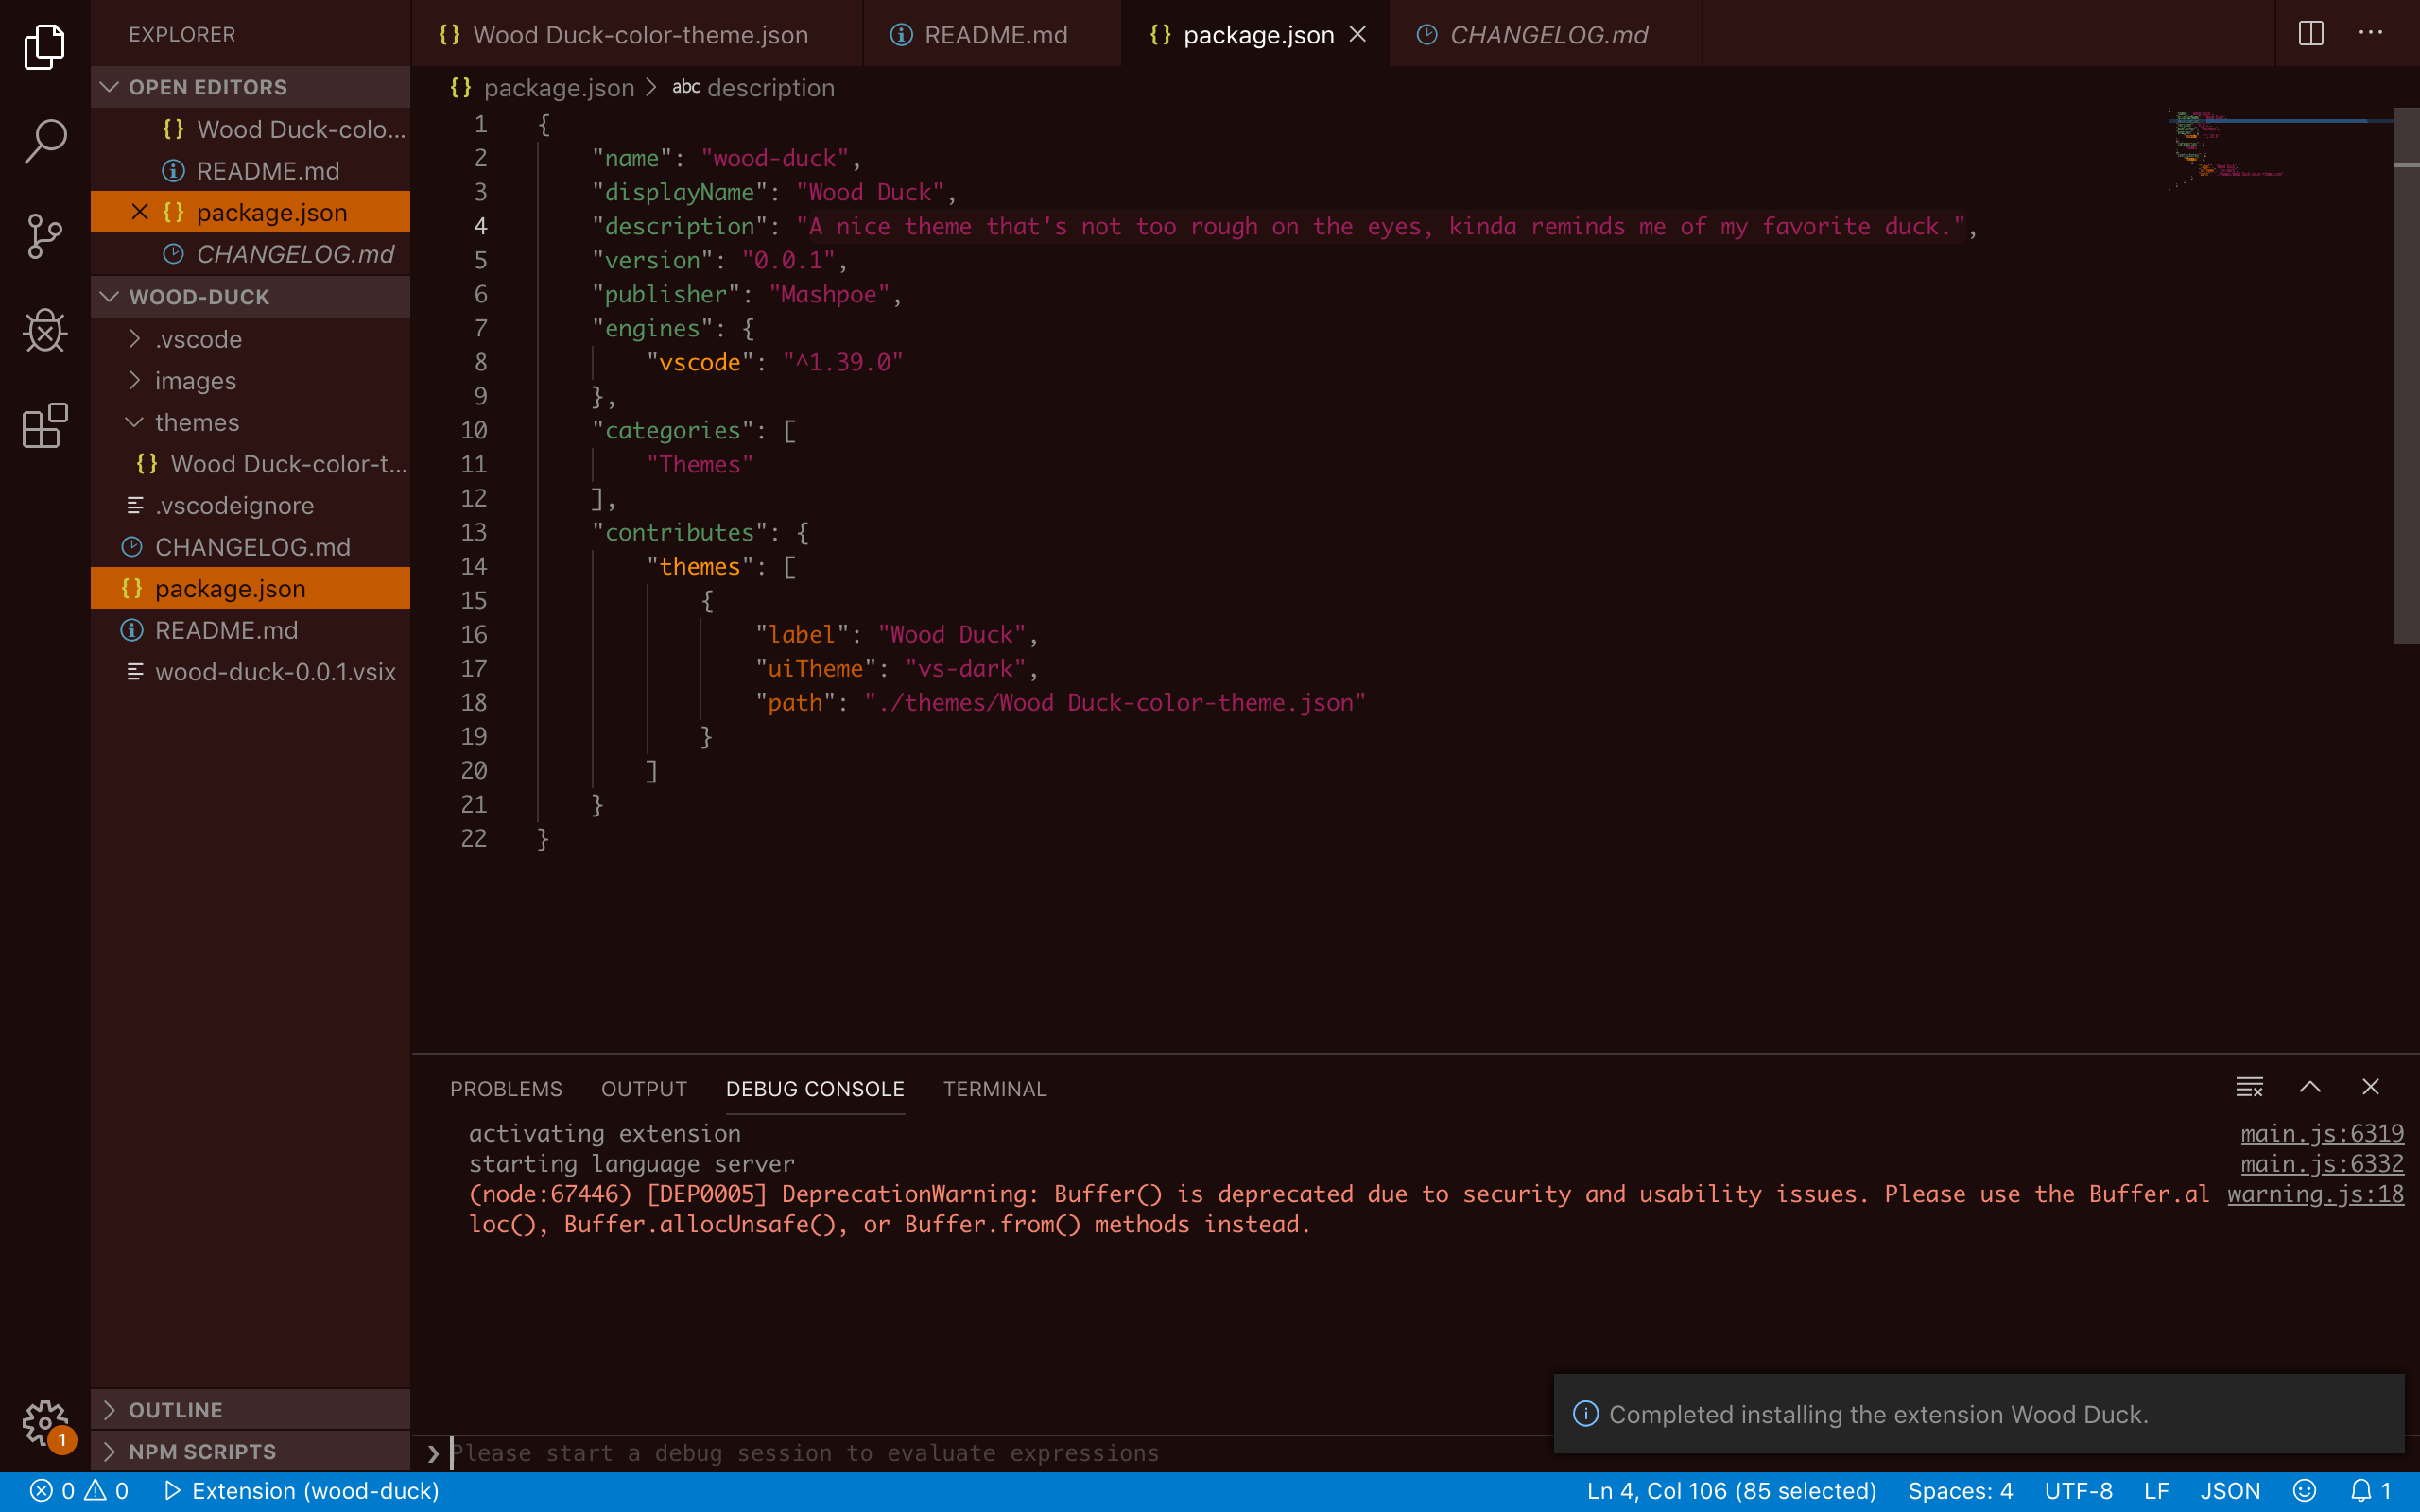 EXPLORER
OPEN EDITORS
{} Wood Duck-colo...
README.md
{} package.json
CHANGELOG.md
WOOD-DUCK
.vscode
images
themes
{} Wood Duck-color-t...
.vscodeignore
CHANGELOG.md
{} package.json
README.md
wood-duck-0.0.1.vsix
OUTLINE
NPM SCRIPTS
1
{} Wood Duck-color-theme.json README.md {} package.json CHANGELOG.md ...
{} package.json > abc description
1 {
2 "name": "wood-duck",
3 "displayName": "Wood Duck",
4 "description": "A nice theme that's not too rough on the eyes, kinda reminds me of my favorite duck.",
5 "version": "0.0.1",
6 "publisher": "Mashpoe",
7 "engines": {
8 "vscode": "^1.39.0"
9 },
10 "categories": [
11 "Themes"
12 ],
13 "contributes": {
14 "themes": [
15 {
16 "label": "Wood Duck",
17 "uiTheme": "vs-dark",
18 "path": "./themes/Wood Duck-color-theme.json"
19 }
20 ]
21 }
22 }
PROBLEMS OUTPUT DEBUG CONSOLE TERMINAL
activating extension main.js:6319
starting language server main.js:6332
(node:67446) [DEP0005] DeprecationWarning: Buffer() is deprecated due to security and usability issues. Please use the Buffer.al warning.js:18
loc(), Buffer.allocUnsafe(), or Buffer.from() methods instead.
Completed installing the extension Wood Duck.
Please start a debug session to evaluate expressions
0 0 Extension (wood-duck) Ln 4, Col 106 (85 selected) Spaces: 4 UTF-8 LF JSON 1